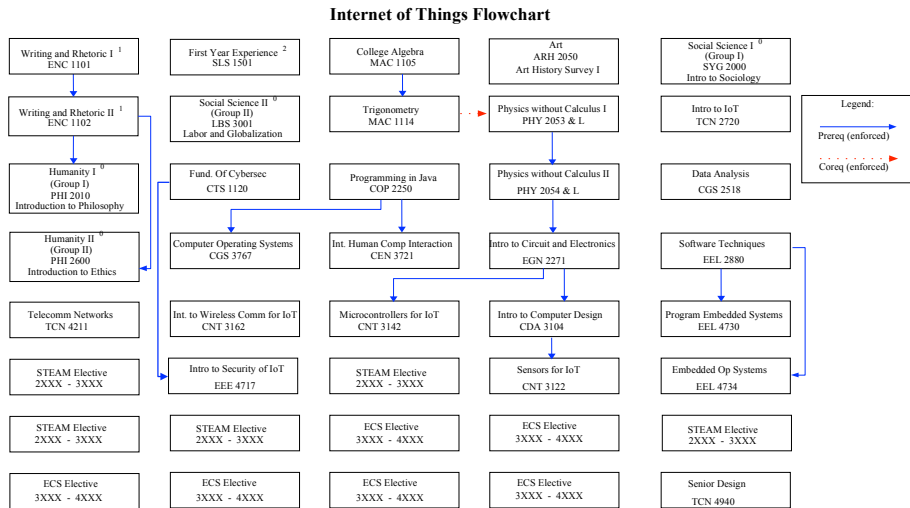 Internet of Things Flowchart
Writing and Rhetoric I 1
ENC 1101
First Year Experience 2
SLS 1501
College Algebra
MAC 1105
Art
ARH 2050
Art History Survey I
Social Science I 0
(Group I)
SYG 2000
Intro to Sociology
Writing and Rhetoric II 1
ENC 1102
Social Science II 0
(Group II)
LBS 3001
Labor and Globalization
Trigonometry
MAC 1114
Physics without Calculus I
PHY 2053 & L
Intro to IoT
TCN 2720
Legend:
Prereq (enforced)
Coreq (enforced)
Humanity I 0
(Group I)
PHI 2010
Introduction to Philosophy
Fund. Of Cybersec
CTS 1120
Programming in Java
COP 2250
Physics without Calculus II
PHY 2054 & L
Data Analysis
CGS 2518
Humanity II 0
(Group II)
PHI 2600
Introduction to Ethics
Computer Operating Systems
CGS 3767
Int. Human Comp Interaction
CEN 3721
Intro to Circuit and Electronics
EGN 2271
Software Techniques
EEL 2880
Telecomm Networks
TCN 4211
Int. to Wireless Comm for IoT
CNT 3162
Microcontrollers for IoT
CNT 3142
Intro to Computer Design
CDA 3104
Program Embedded Systems
EEL 4730
STEAM Elective
2XXX - 3XXX
Intro to Security of IoT
EEE 4717
STEAM Elective
2XXX - 3XXX
Sensors for IoT
CNT 3122
Embedded Op Systems
EEL 4734
STEAM Elective
2XXX - 3XXX
STEAM Elective
2XXX - 3XXX
ECS Elective
3XXX - 4XXX
ECS Elective
3XXX - 4XXX
STEAM Elective
2XXX - 3XXX
ECS Elective
3XXX - 4XXX
ECS Elective
3XXX - 4XXX
ECS Elective
3XXX - 4XXX
ECS Elective
3XXX - 4XXX
Senior Design
TCN 4940